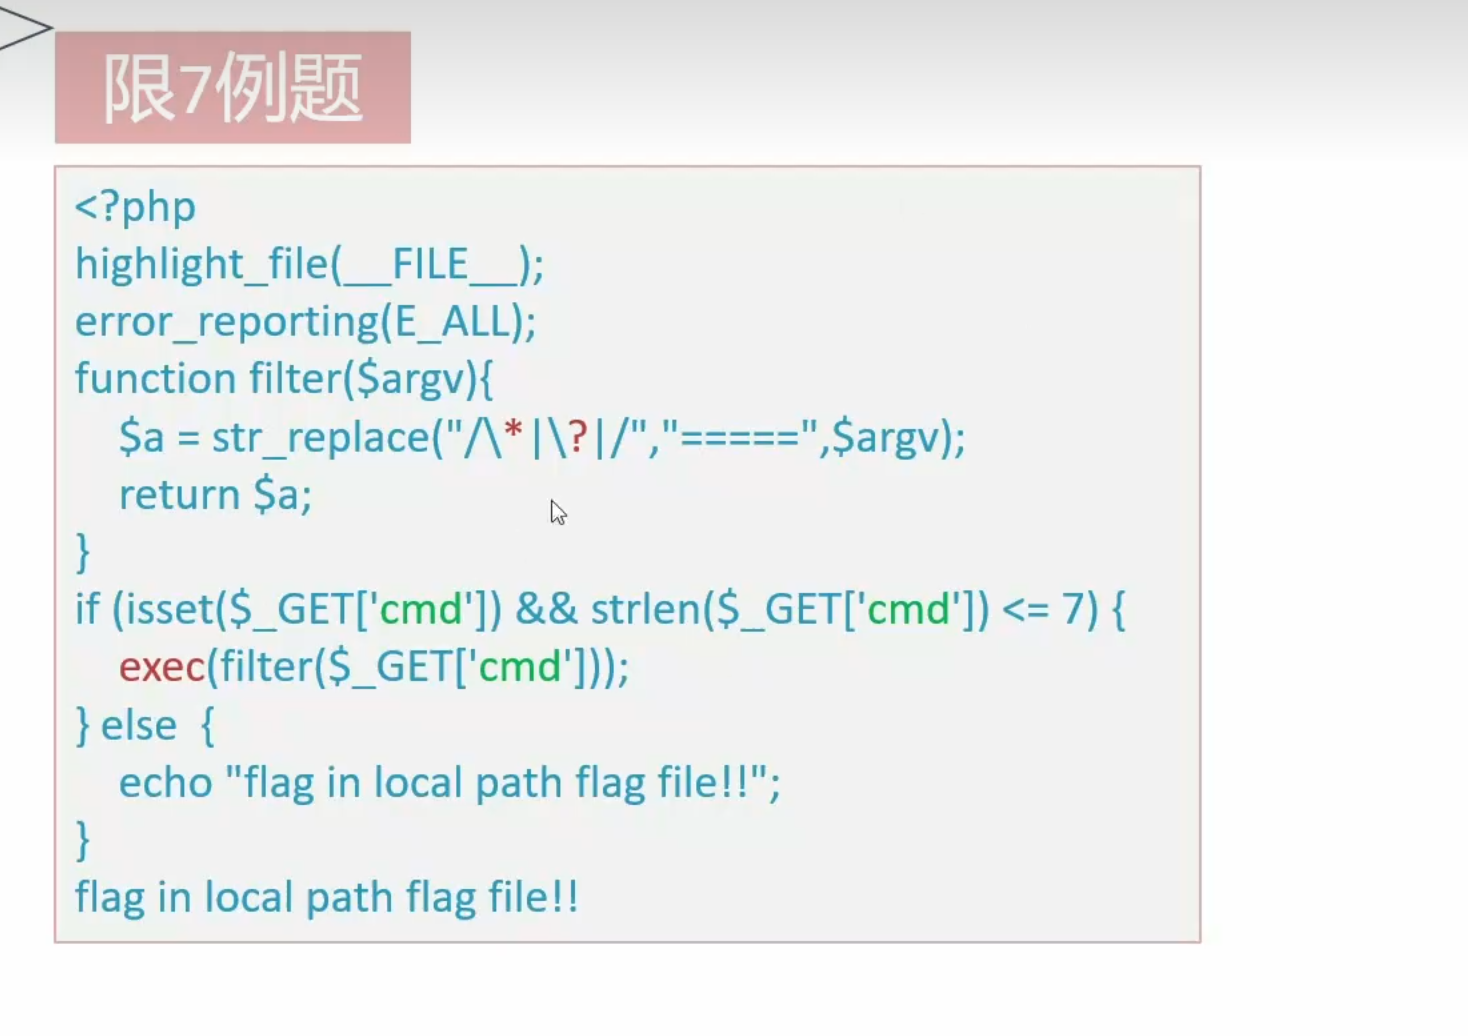 限7例题
<?php
highlight_file(__FILE__);
error_reporting(E_ALL);
function filter($argv){
$a = str_replace("/\*|\?|/","=====",$argv);
return $a;
}
if (isset($_GET['cmd']) && strlen($_GET['cmd']) <= 7) {
exec(filter($_GET['cmd']));
} else  {
echo "flag in local path flag file!!";
}
flag in local path flag file!!